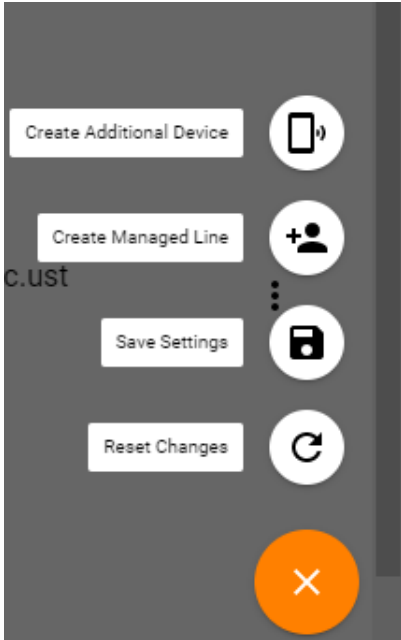 Create Additional Device
Create Managed Line
c.ust
Save Settings
Reset Changes